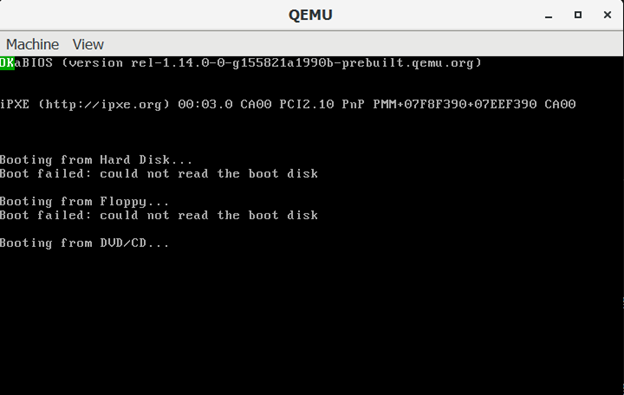 QEMU
Machine View
OKaBIOS (version rel-1.14.0-0-g155821a1990b-prebuilt.qemu.org)
iPXE (http://ipxe.org) 00:03.0 CA00 PCI2.10 PnP PMM+07F8F390+07EEF390 CA00
Booting from Hard Disk...
Boot failed: could not read the boot disk
Booting from Floppy...
Boot failed: could not read the boot disk
Booting from DVD/CD...